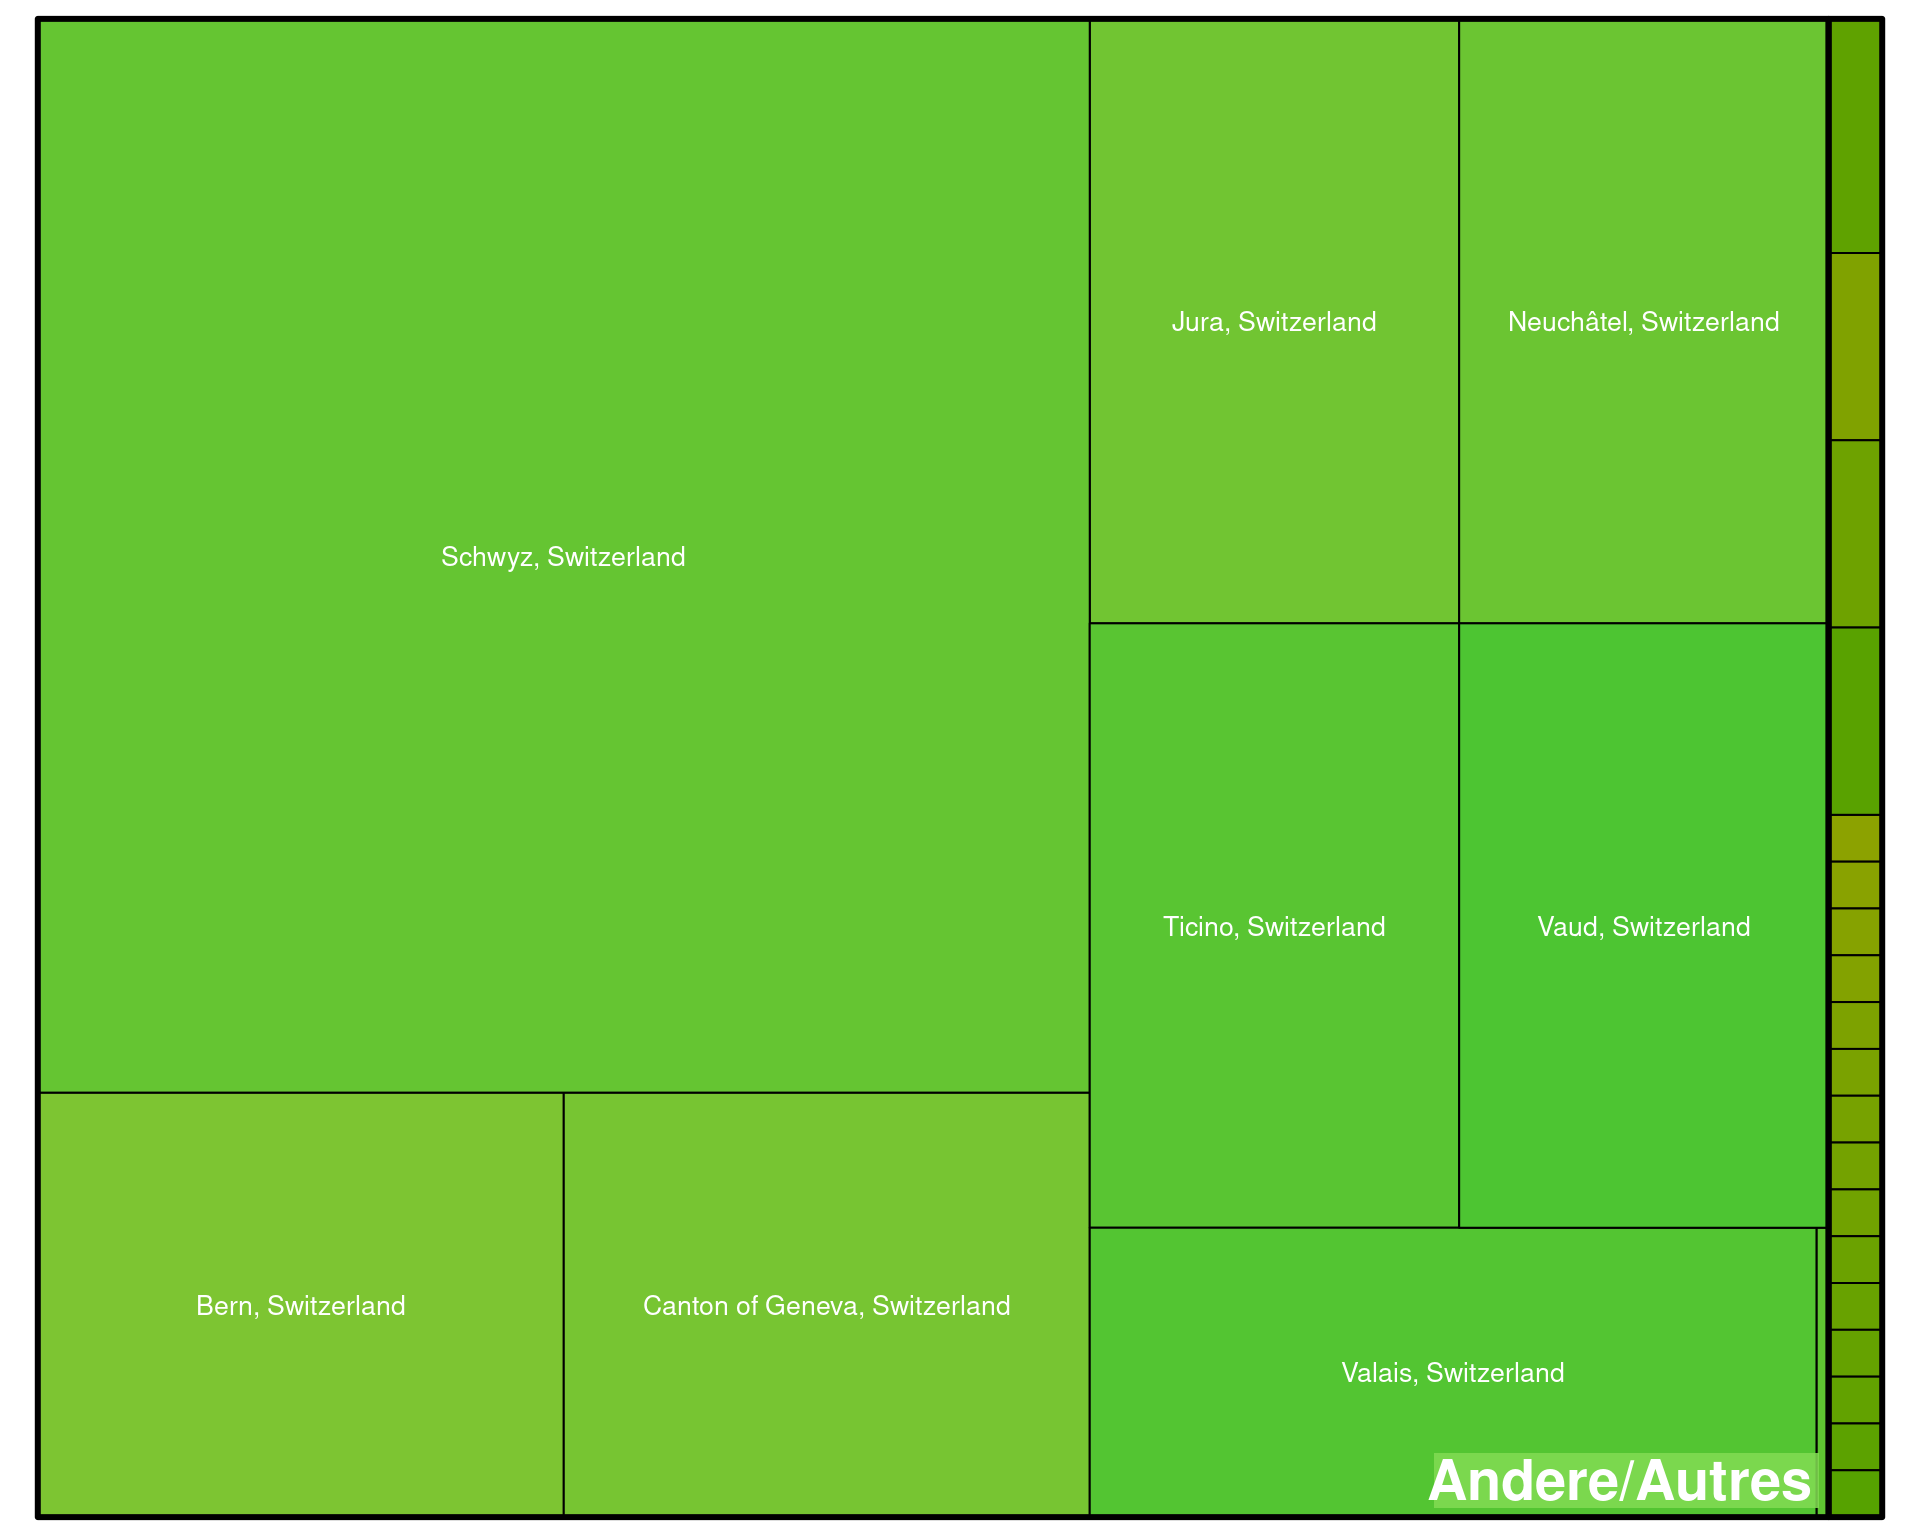 Jura, Switzerland
Neuchâtel, Switzerland
Schwyz, Switzerland
Ticino, Switzerland
Vaud, Switzerland
Bern, Switzerland
Canton of Geneva, Switzerland
Valais, Switzerland
Andere/Autres